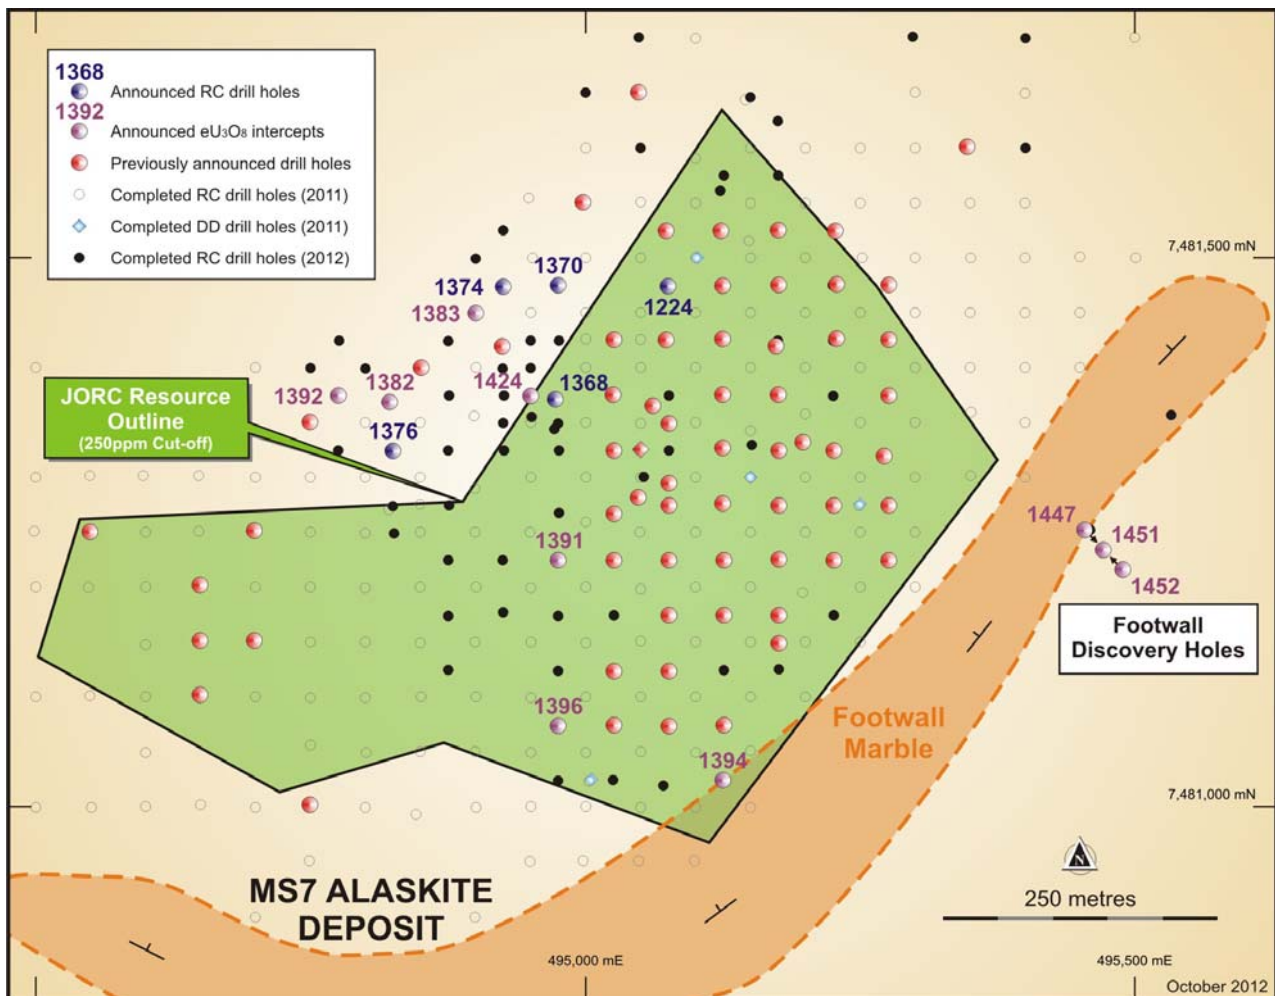 1368
Announced RC drill holes
1392
Announced eU3O8 intercepts
Previously announced drill holes
Completed RC drill holes (2011)
Completed DD drill holes (2011)
Completed RC drill holes (2012)
7,481,500 mN
1370
1374
1224
1383
JORC Resource
Outline
(250ppm Cut-off)
1392
1382
1424
1368
1376
1447
1451
1452
1391
Footwall
Discovery Holes
1396
Footwall
Marble
1394
7,481,000 mN
MS7 ALASKITE
DEPOSIT
N
250 metres
495,000 mE
495,500 mE
October 2012